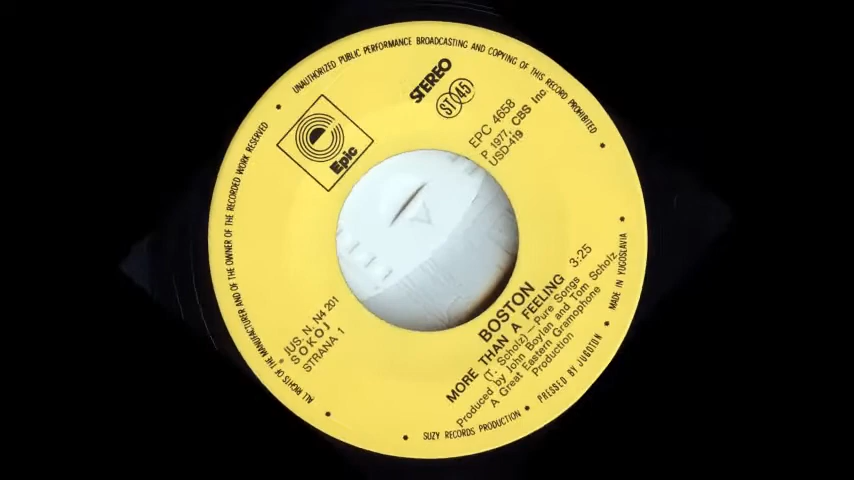 UNAUTHORIZED PUBLIC PERFORMANCE BROADCASTING AND COPYING OF THIS RECORD PROHIBITED
STEREO
ST 45
Epic
EPC 4658
P 1977, CBS Inc.
USD-419
JUS. N. N4 201
SOKOJ
STRANA 1
BOSTON
MORE THAN A FEELING 3:25
(T. Scholz) — Pure Songs
Produced by John Boylan and Tom Scholz
A Great Eastern Gramophone
Production
ALL RIGHTS OF THE MANUFACTURER AND OF THE OWNER OF THE RECORDED WORK RESERVED
SUZY RECORDS PRODUCTION • PRESSED BY JUGOTON • MADE IN YUGOSLAVIA